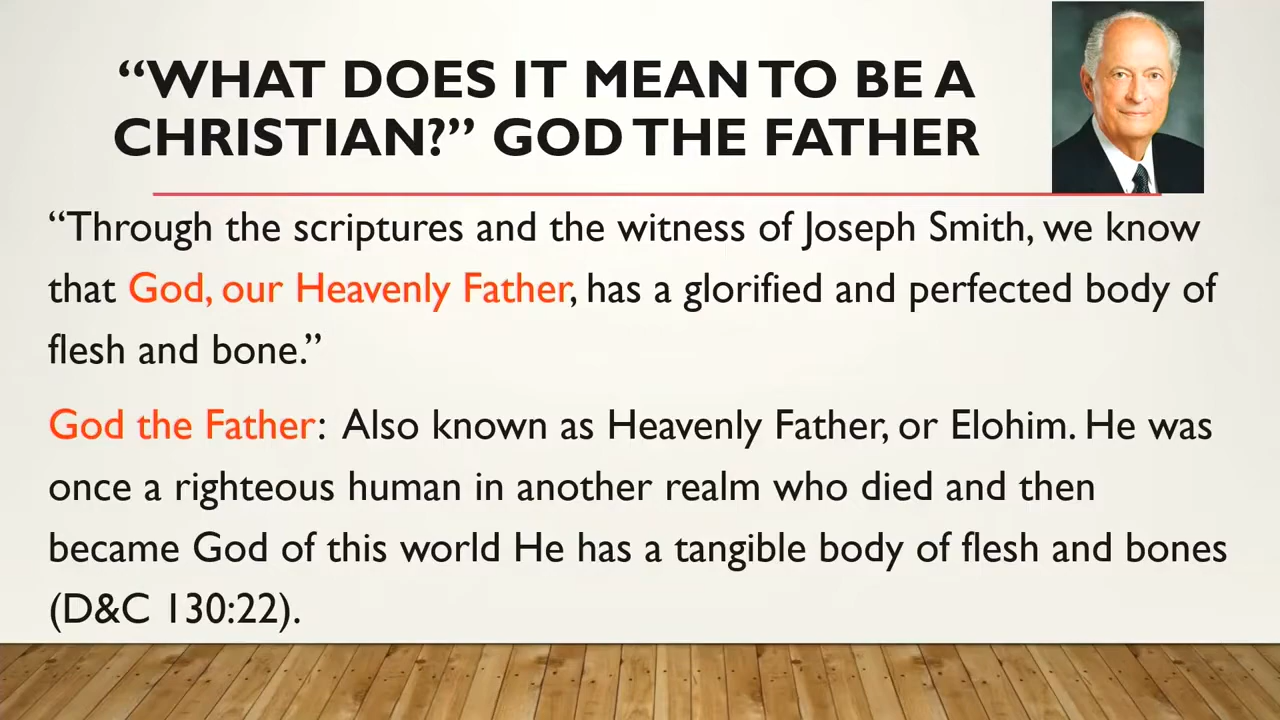 “WHAT DOES IT MEAN TO BE A
CHRISTIAN?” GOD THE FATHER
“Through the scriptures and the witness of Joseph Smith, we know
that God, our Heavenly Father, has a glorified and perfected body of
flesh and bone.”
God the Father: Also known as Heavenly Father, or Elohim. He was
once a righteous human in another realm who died and then
became God of this world He has a tangible body of flesh and bones
(D&C 130:22).